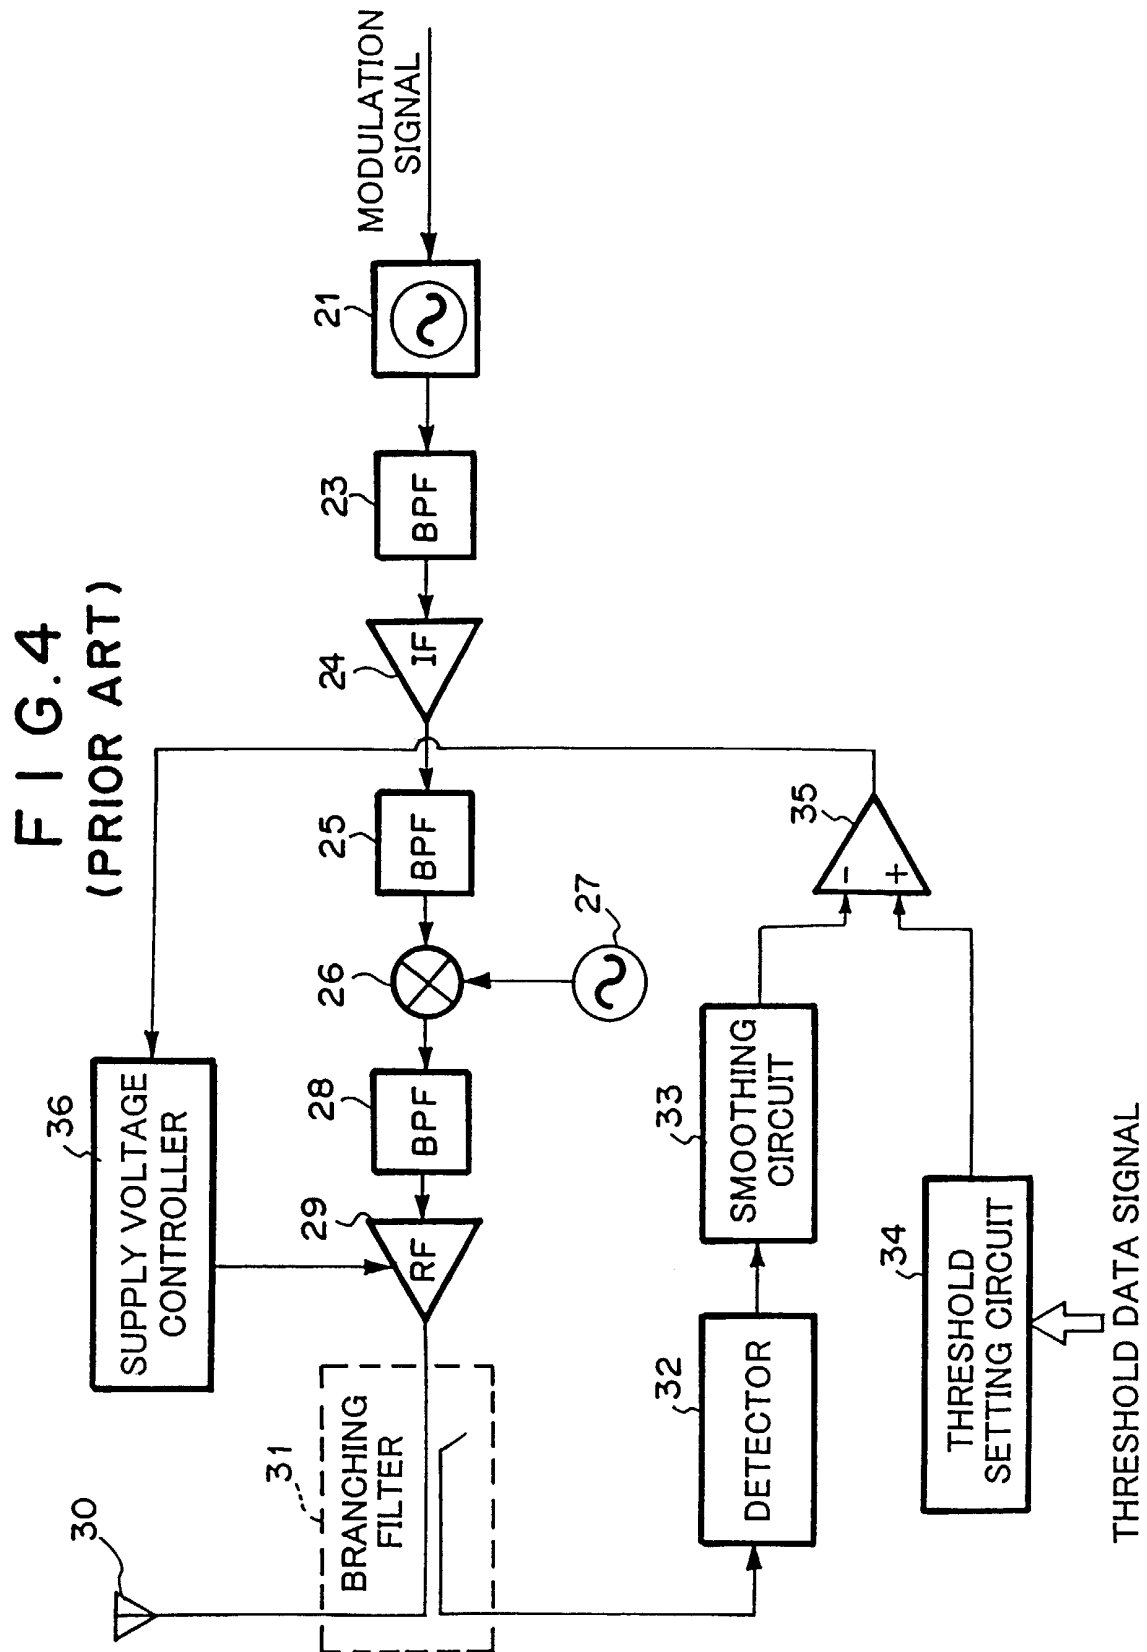 FIG.4
(PRIOR ART)
36
SUPPLY VOLTAGE
CONTROLLER
30
31
BRANCHING
FILTER
29
RF
28
BPF
26
27
25
BPF
24
IF
23
BPF
21
MODULATION
SIGNAL
32
DETECTOR
33
SMOOTHING
CIRCUIT
35
-
+
34
THRESHOLD
SETTING CIRCUIT
THRESHOLD DATA SIGNAL